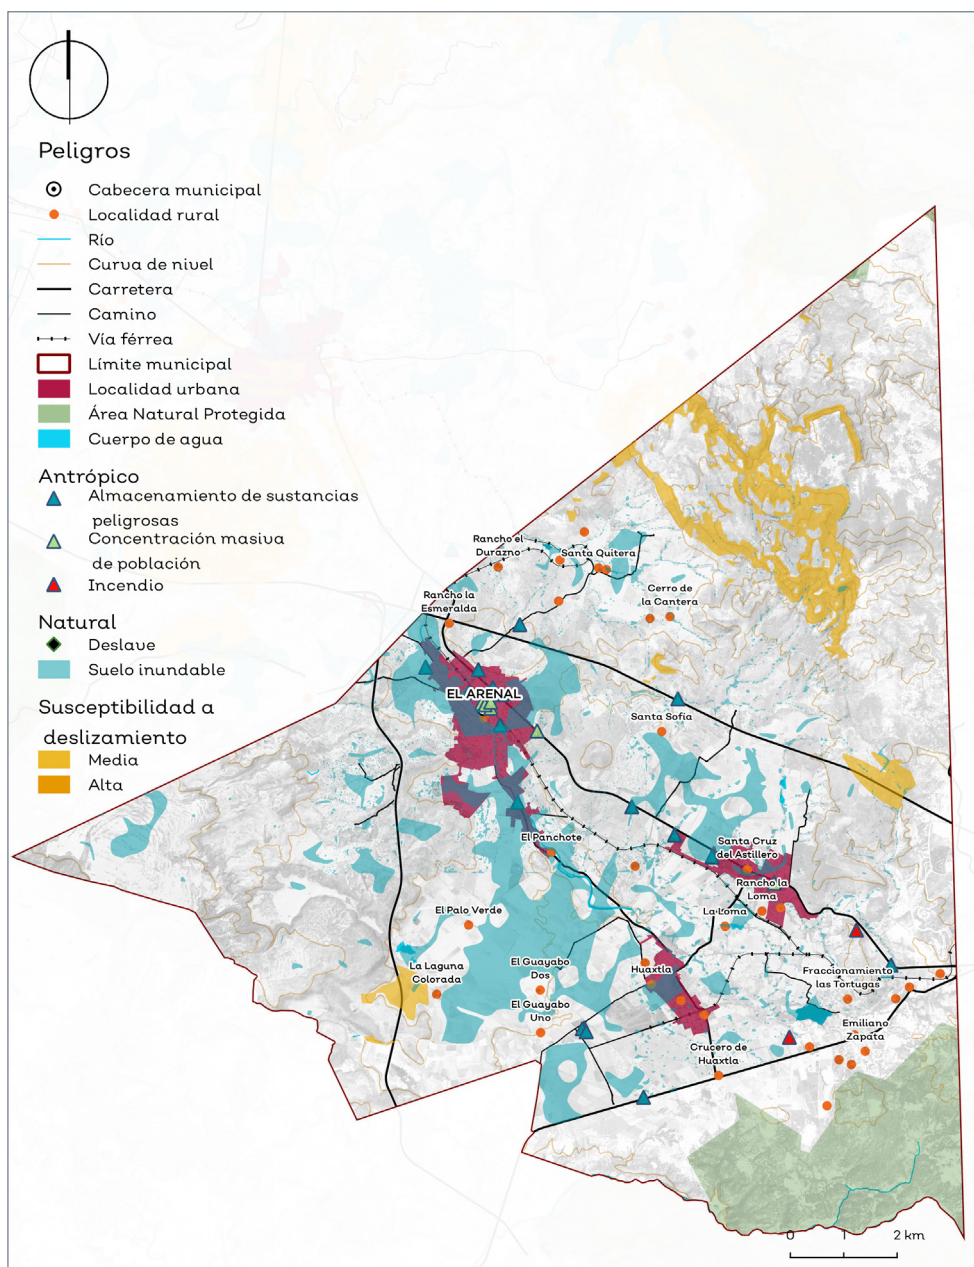 Peligros
Cabecera municipal
Localidad rural
Río
Curva de nivel
Carretera
Camino
Vía férrea
Límite municipal
Localidad urbana
Área Natural Protegida
Cuerpo de agua
Antrópico
Almacenamiento de sustancias
peligrosas
Concentración masiva
de población
Incendio
Natural
Deslave
Suelo inundable
Susceptibilidad a
deslizamiento
Media
Alta
Rancho el
Durazno
Santa Quitera
Cerro de
la Cantera
Rancho la
Esmeralda
EL ARENAL
Santa Sofía
El Panchote
Santa Cruz
del Astillero
Rancho la
Loma
La Loma
El Palo Verde
La Laguna
Colorada
El Guayabo
Dos
El Guayabo
Uno
Huaxtla
Fraccionamiento
las Tortugas
Emiliano
Zapata
Crucero de
Huaxtla
0 2 km